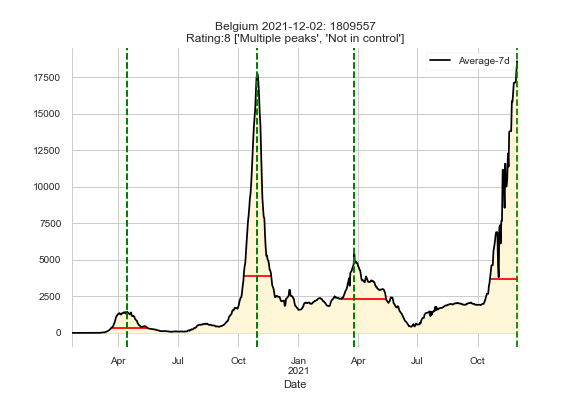 Belgium 2021-12-02: 1809557
Rating:8 ['Multiple peaks', 'Not in control']
Average-7d
17500
15000
12500
10000
7500
5000
2500
0
Apr Jul Oct Jan Apr Jul Oct
2021
Date